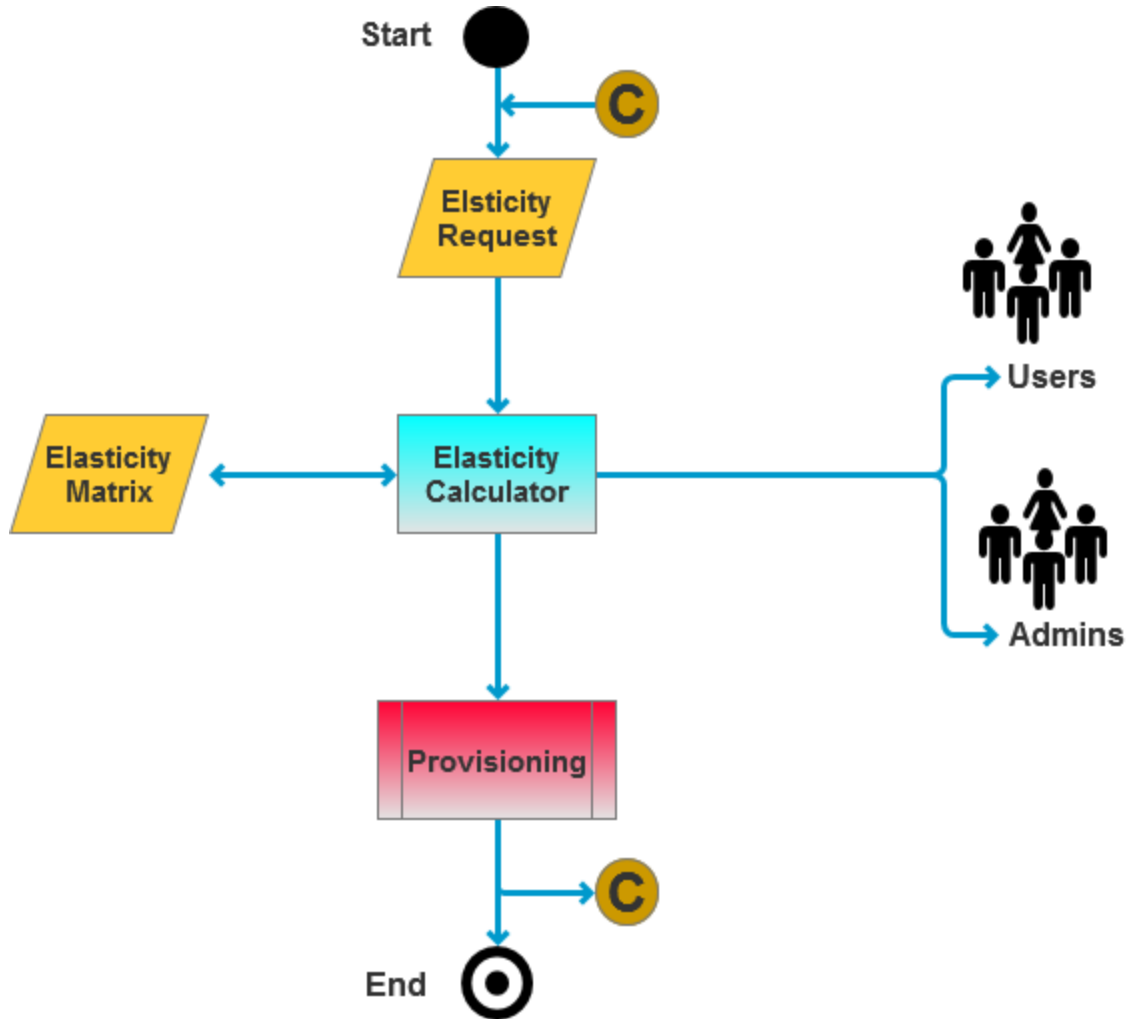 Start
C
Elsticity
Request
Users
Elasticity
Matrix
Elasticity
Calculator
Admins
Provisioning
C
End